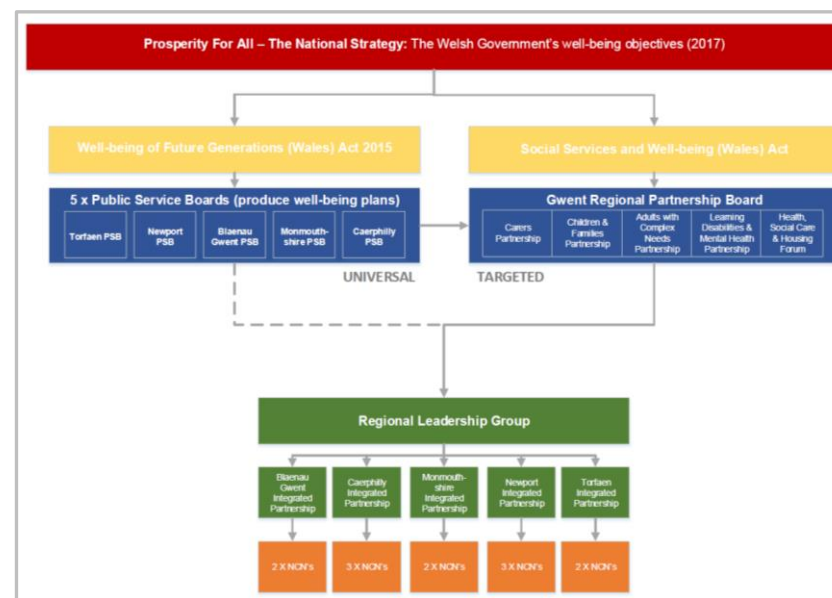 Prosperity For All – The National Strategy: The Welsh Government's well-being objectives (2017)
Well-being of Future Generations (Wales) Act 2015
Social Services and Well-being (Wales) Act
5 x Public Service Boards (produce well-being plans)
Torfaen PSB
Newport
PSB
Blaenau
Gwent PSB
Monmouth-
shire PSB
Caerphilly
PSB
Gwent Regional Partnership Board
Carers
Partnership
Children &
Families
Partnership
Adults with
Complex
Needs
Partnership
Learning
Disabilities &
Mental Health
Partnership
Health,
Social Care
& Housing
Forum
UNIVERSAL
TARGETED
Regional Leadership Group
Blaenau
Gwent
Integrated
Partnership
Caerphilly
Integrated
Partnership
Monmouth-
shire
Integrated
Partnership
Newport
Integrated
Partnership
Torfaen
Integrated
Partnership
2 X NCN's
3 X NCN's
2 X NCN's
3 X NCN's
2 X NCN's